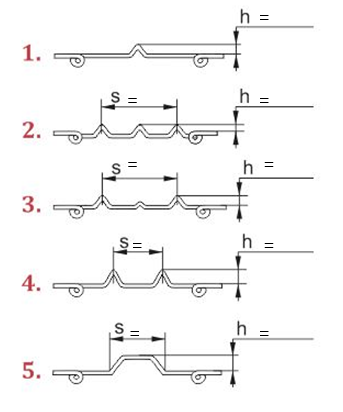 h =
1.
s = h =
2.
s = h =
3.
s = h =
4.
s = h =
5.